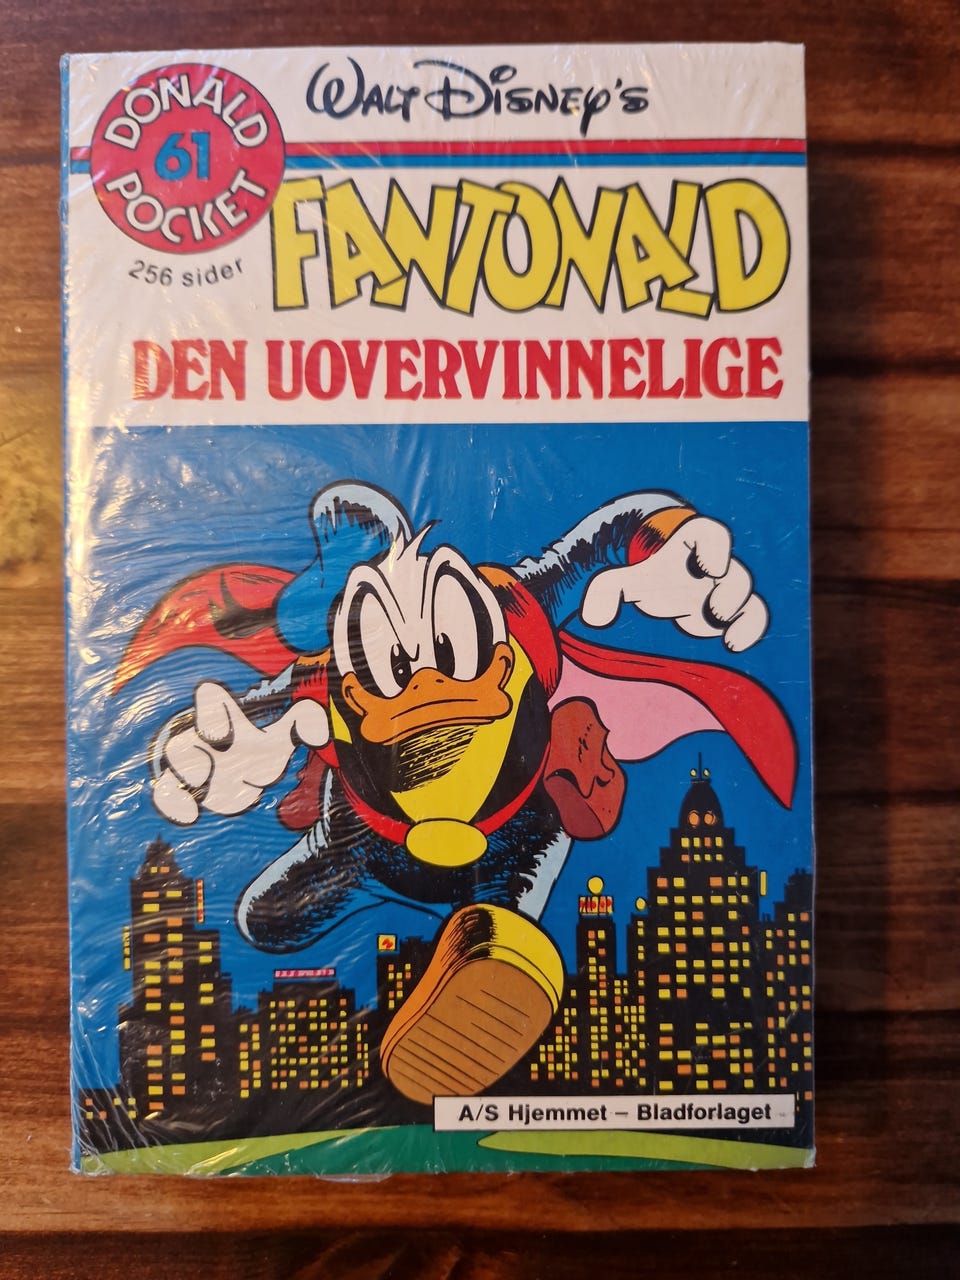 WALT DISNEY'S
DONALD
61
POCKET
256 sider
FANTONALD
DEN UOVERVINNELIGE
A/S Hjemmet – Bladforlaget